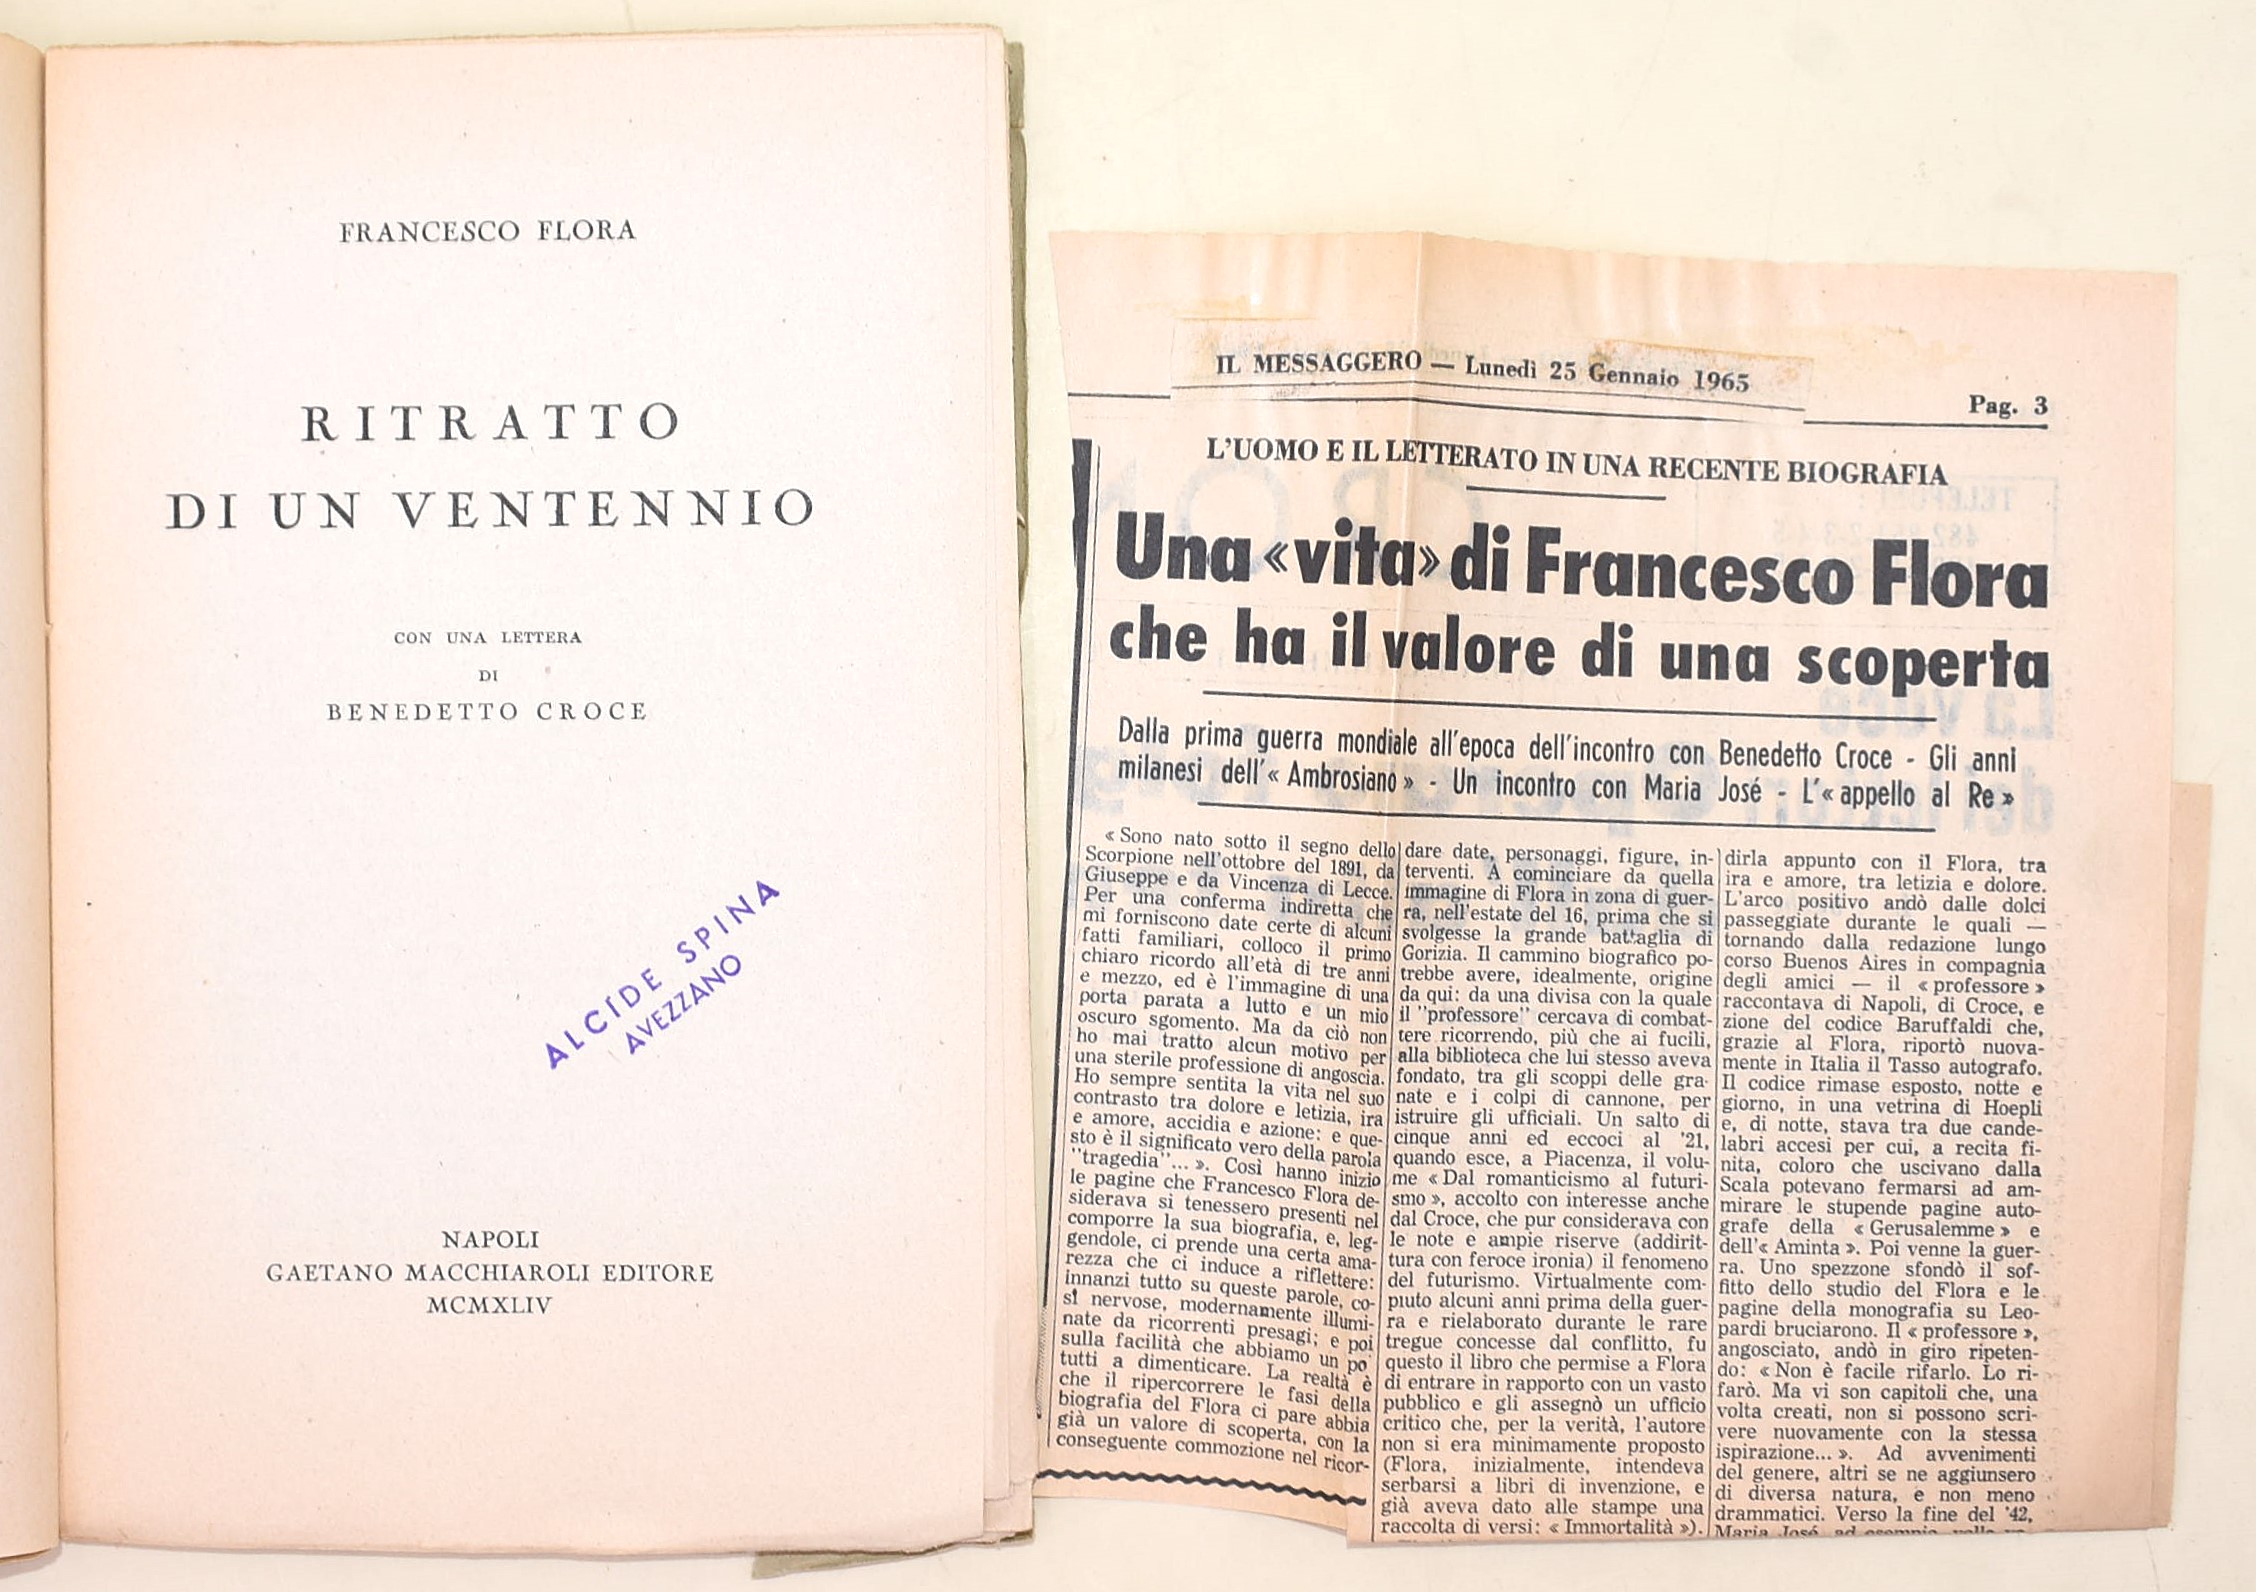 FRANCESCO FLORA
RITRATTO
DI UN VENTENNIO
CON UNA LETTERA
DI
BENEDETTO CROCE
ALCIDE SPINA
AVEZZANO
NAPOLI
GAETANO MACCHIAROLI EDITORE
MCMXLIV
IL MESSAGGERO — Lunedì 25 Gennaio 1965
Pag. 3
L'UOMO E IL LETTERATO IN UNA RECENTE BIOGRAFIA
Una «vita» di Francesco Flora
che ha il valore di una scoperta
Dalla prima guerra mondiale all'epoca dell'incontro con Benedetto Croce - Gli anni
milanesi dell'« Ambrosiano » - Un incontro con Maria José - L'« appello al Re »
« Sono nato sotto il segno dello
Scorpione nell'ottobre del 1891, da
Giuseppe e da Vincenza di Lecce.
Per una conferma indiretta che
mi forniscono date certe di alcuni
fatti familiari, colloco il primo
chiaro ricordo all'età di tre anni
e mezzo, ed è l'immagine di una
porta parata a lutto e un mio
oscuro sgomento. Ma da ciò non
ho mai tratto alcun motivo per
una sterile professione di angoscia.
Ho sempre sentita la vita nel suo
contrasto tra dolore e letizia, ira
e amore, accidia e azione: e que-
sto è il significato vero della parola
"tragedia"... ». Così hanno inizio
le pagine che Francesco Flora de-
siderava si tenessero presenti nel
comporre la sua biografia, e, leg-
gendole, ci prende una certa ama-
rezza che ci induce a riflettere:
innanzi tutto su queste parole, co-
sì nervose, modernamente illumi-
nate da ricorrenti presagi; e poi
sulla facilità che abbiamo un po'
tutti a dimenticare. La realtà è
che il ripercorrere le fasi della
biografia del Flora ci pare abbia
già un valore di scoperta, con la
conseguente commozione nel ricor-
dare date, personaggi, figure, in-
terventi. A cominciare da quella
immagine di Flora in zona di guer-
ra, nell'estate del 16, prima che si
svolgesse la grande battaglia di
Gorizia. Il cammino biografico po-
trebbe avere, idealmente, origine
da qui: da una divisa con la quale
il "professore" cercava di combat-
tere ricorrendo, più che ai fucili,
alla biblioteca che lui stesso aveva
fondato, tra gli scoppi delle gra-
nate e i colpi di cannone, per
istruire gli ufficiali. Un salto di
cinque anni ed eccoci al '21,
quando esce, a Piacenza, il volu-
me « Dal romanticismo al futuri-
smo », accolto con interesse anche
dal Croce, che pur considerava con
le note e ampie riserve (addirit-
tura con feroce ironia) il fenomeno
del futurismo. Virtualmente com-
piuto alcuni anni prima della guer-
ra e rielaborato durante le rare
tregue concesse dal conflitto, fu
questo il libro che permise a Flora
di entrare in rapporto con un vasto
pubblico e gli assegnò un ufficio
critico che, per la verità, l'autore
non si era minimamente proposto
(Flora, inizialmente, intendeva
serbarsi a libri di invenzione, e
già aveva dato alle stampe una
raccolta di versi: « Immortalità »).
dirla appunto con il Flora, tra
ira e amore, tra letizia e dolore.
L'arco positivo andò dalle dolci
passeggiate durante le quali —
tornando dalla redazione lungo
corso Buenos Aires in compagnia
degli amici — il « professore »
raccontava di Napoli, di Croce, e
zione del codice Baruffaldi che,
grazie al Flora, riportò nuova-
mente in Italia il Tasso autografo.
Il codice rimase esposto, notte e
giorno, in una vetrina di Hoepli
e, di notte, stava tra due cande-
labri accesi per cui, a recita fi-
nita, coloro che uscivano dalla
Scala potevano fermarsi ad am-
mirare le stupende pagine auto-
grafe della « Gerusalemme » e
dell'« Aminta ». Poi venne la guer-
ra. Uno spezzone sfondò il sof-
fitto dello studio del Flora e le
pagine della monografia su Leo-
pardi bruciarono. Il « professore »,
angosciato, andò in giro ripeten-
do: « Non è facile rifarlo. Lo ri-
farò. Ma vi son capitoli che, una
volta creati, non si possono scri-
vere nuovamente con la stessa
ispirazione... ». Ad avvenimenti
del genere, altri se ne aggiunsero
di diversa natura, e non meno
drammatici. Verso la fine del '42,
Maria José, ad esempio,